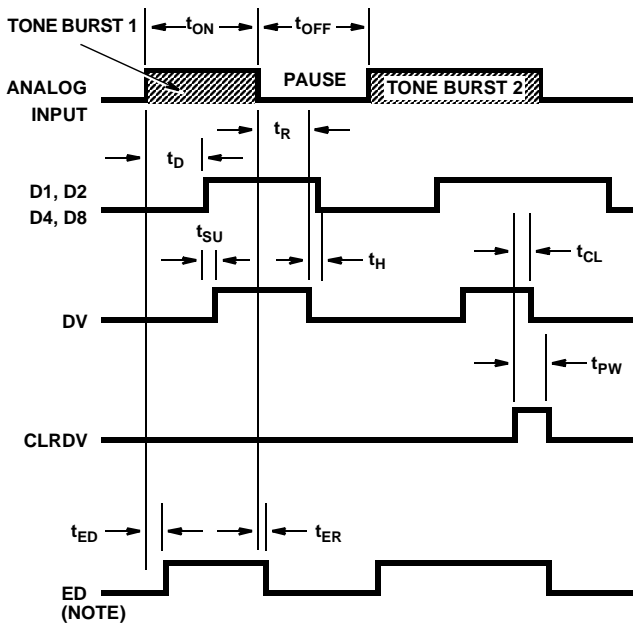 TONE BURST 1
tON
tOFF
ANALOG
INPUT
PAUSE
TONE BURST 2
tR
tD
D1, D2
D4, D8
tSU
tH
tCL
DV
tPW
CLRDV
tED
tER
ED
(NOTE)